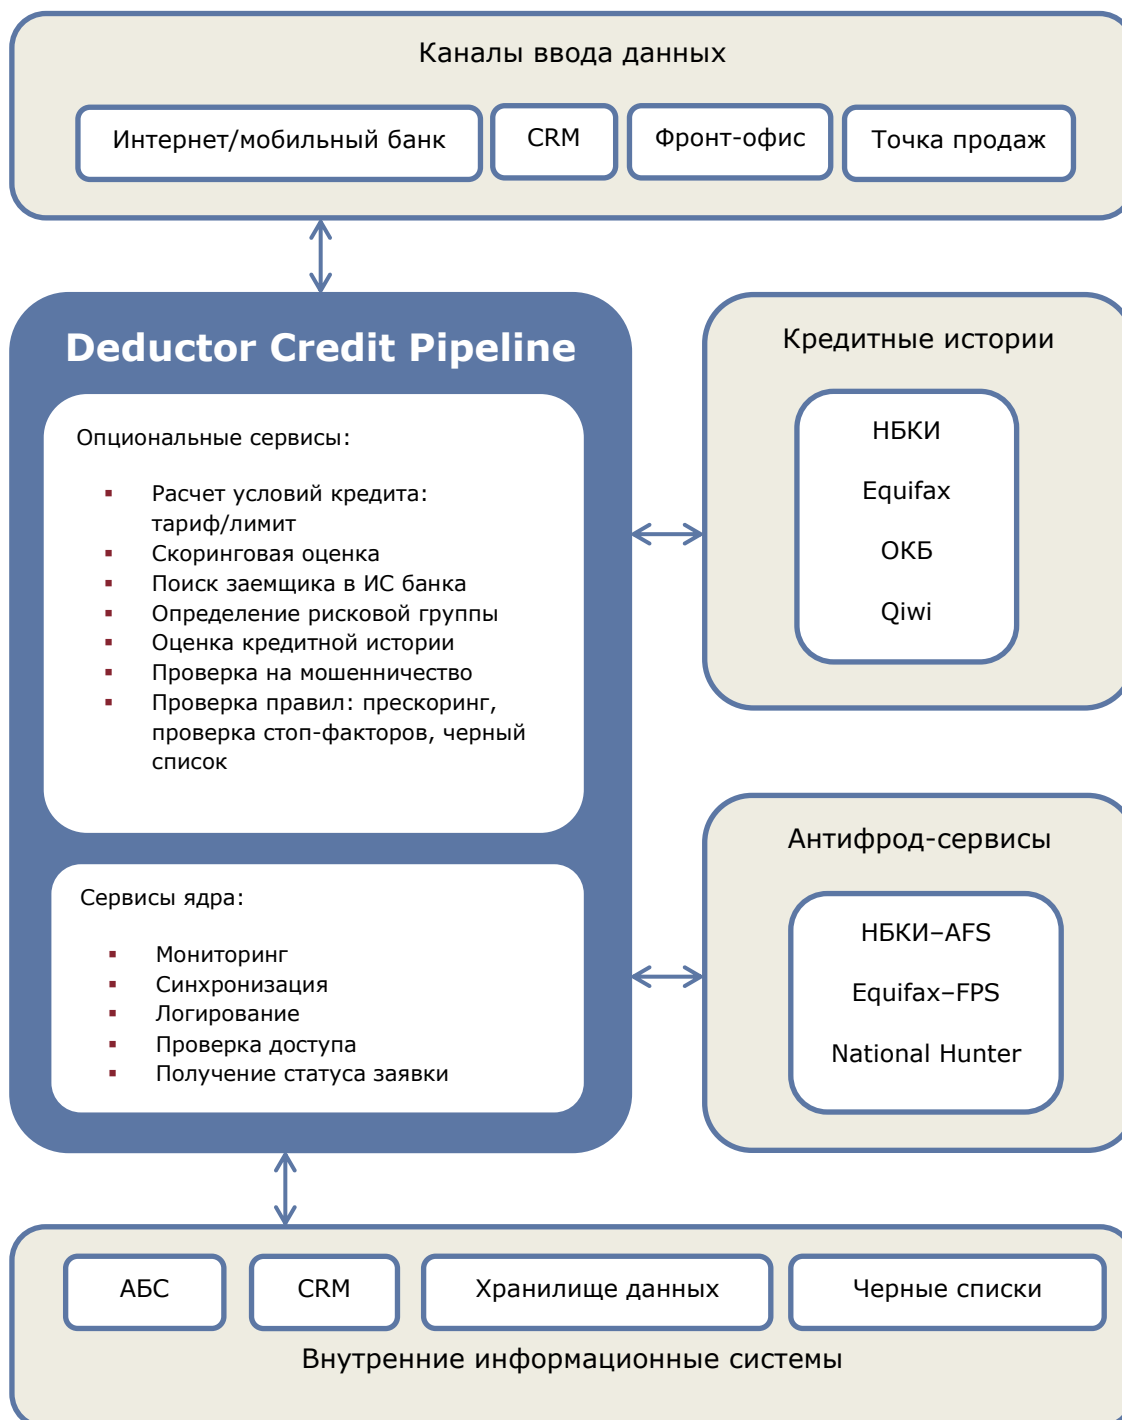 Каналы ввода данных
Интернет/мобильный банк
CRM
Фронт-офис
Точка продаж
Deductor Credit Pipeline
Опциональные сервисы:
▪ Расчет условий кредита:
тариф/лимит
▪ Скоринговая оценка
▪ Поиск заемщика в ИС банка
▪ Определение рисковой группы
▪ Оценка кредитной истории
▪ Проверка на мошенничество
▪ Проверка правил: прескоринг,
проверка стоп-факторов, черный
список
Сервисы ядра:
▪ Мониторинг
▪ Синхронизация
▪ Логирование
▪ Проверка доступа
▪ Получение статуса заявки
Кредитные истории
НБКИ
Equifax
ОКБ
Qiwi
Антифрод-сервисы
НБКИ–AFS
Equifax–FPS
National Hunter
АБС
CRM
Хранилище данных
Черные списки
Внутренние информационные системы